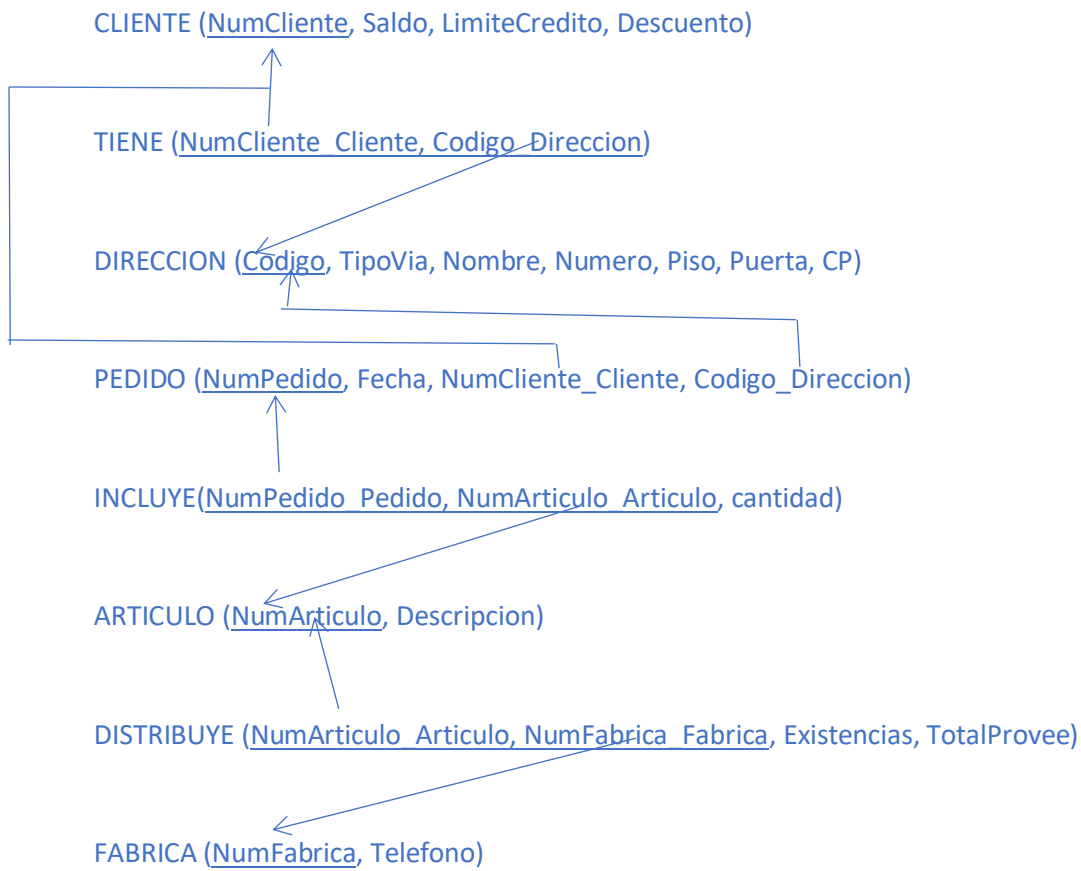 CLIENTE (NumCliente, Saldo, LimiteCredito, Descuento)
TIENE (NumCliente_Cliente, Codigo_Direccion)
DIRECCION (Codigo, TipoVia, Nombre, Numero, Piso, Puerta, CP)
PEDIDO (NumPedido, Fecha, NumCliente_Cliente, Codigo_Direccion)
INCLUYE(NumPedido_Pedido, NumArticulo_Articulo, cantidad)
ARTICULO (NumArticulo, Descripcion)
DISTRIBUYE (NumArticulo_Articulo, NumFabrica_Fabrica, Existencias, TotalProvee)
FABRICA (NumFabrica, Telefono)